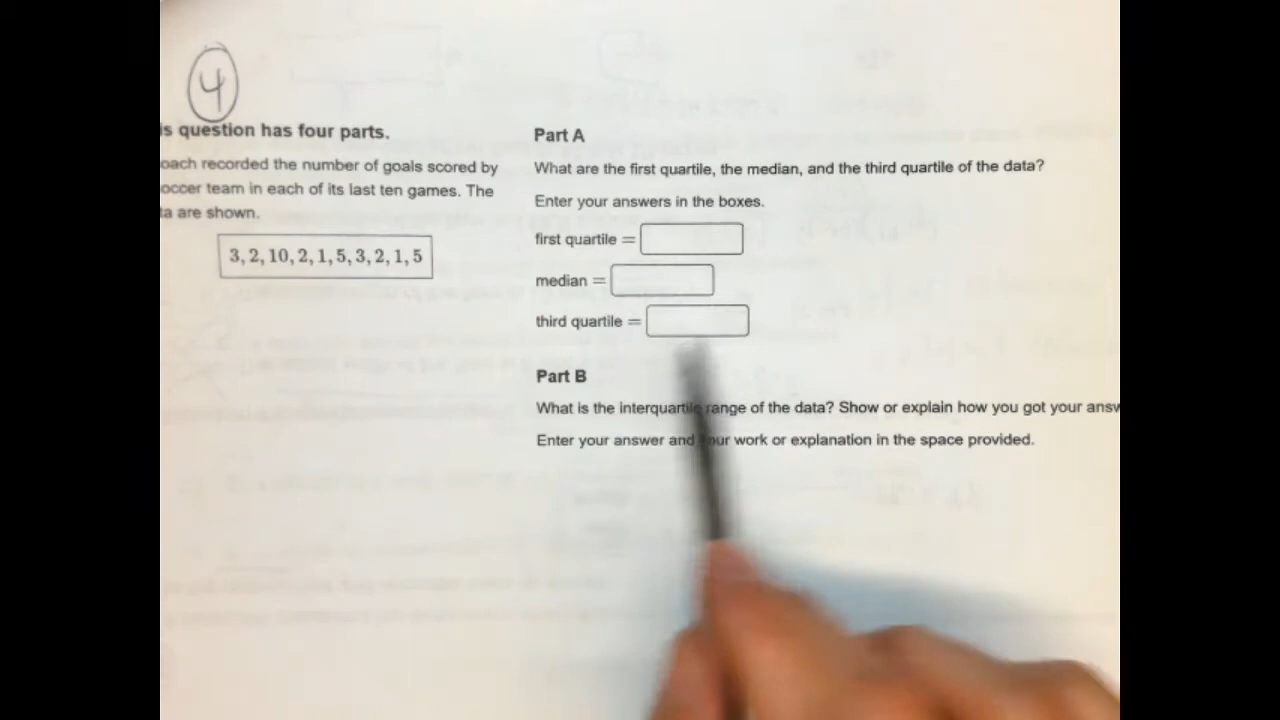 4
is question has four parts.
oach recorded the number of goals scored by
occer team in each of its last ten games. The
ta are shown.
3, 2, 10, 2, 1, 5, 3, 2, 1, 5
Part A
What are the first quartile, the median, and the third quartile of the data?
Enter your answers in the boxes.
first quartile =
median =
third quartile =
Part B
What is the interquartile range of the data? Show or explain how you got your answ
Enter your answer and your work or explanation in the space provided.